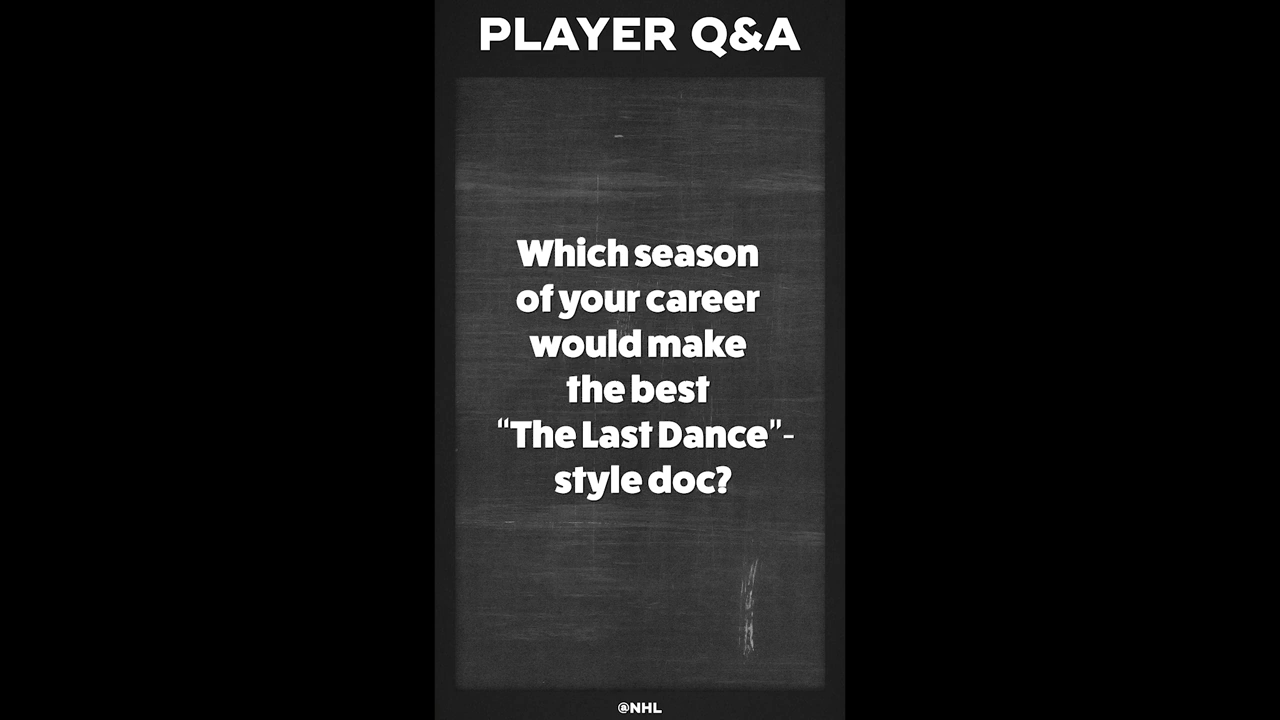 PLAYER Q&A
Which season
of your career
would make
the best
“The Last Dance”-
style doc?
@NHL